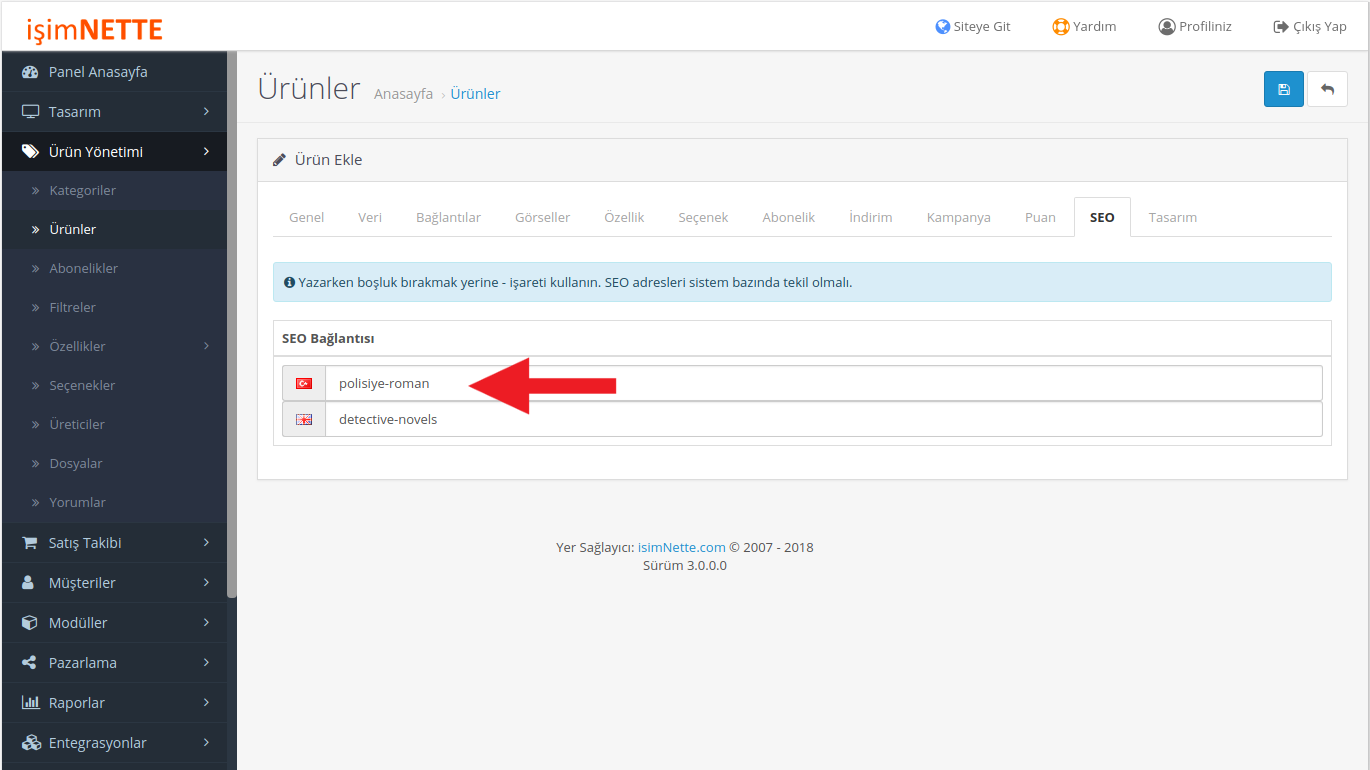 işimNETTE
Siteye Git
Yardım
Profiliniz
Çıkış Yap
Panel Anasayfa
Tasarım
Ürün Yönetimi
Kategoriler
Ürünler
Abonelikler
Filtreler
Özellikler
Seçenekler
Üreticiler
Dosyalar
Yorumlar
Satış Takibi
Müşteriler
Modüller
Pazarlama
Raporlar
Entegrasyonlar
Ürünler
Anasayfa › Ürünler
Ürün Ekle
Genel
Veri
Bağlantılar
Görseller
Özellik
Seçenek
Abonelik
İndirim
Kampanya
Puan
SEO
Tasarım
Yazarken boşluk bırakmak yerine - işareti kullanın. SEO adresleri sistem bazında tekil olmalı.
SEO Bağlantısı
polisiye-roman
detective-novels
Yer Sağlayıcı: isimNette.com © 2007 - 2018
Sürüm 3.0.0.0